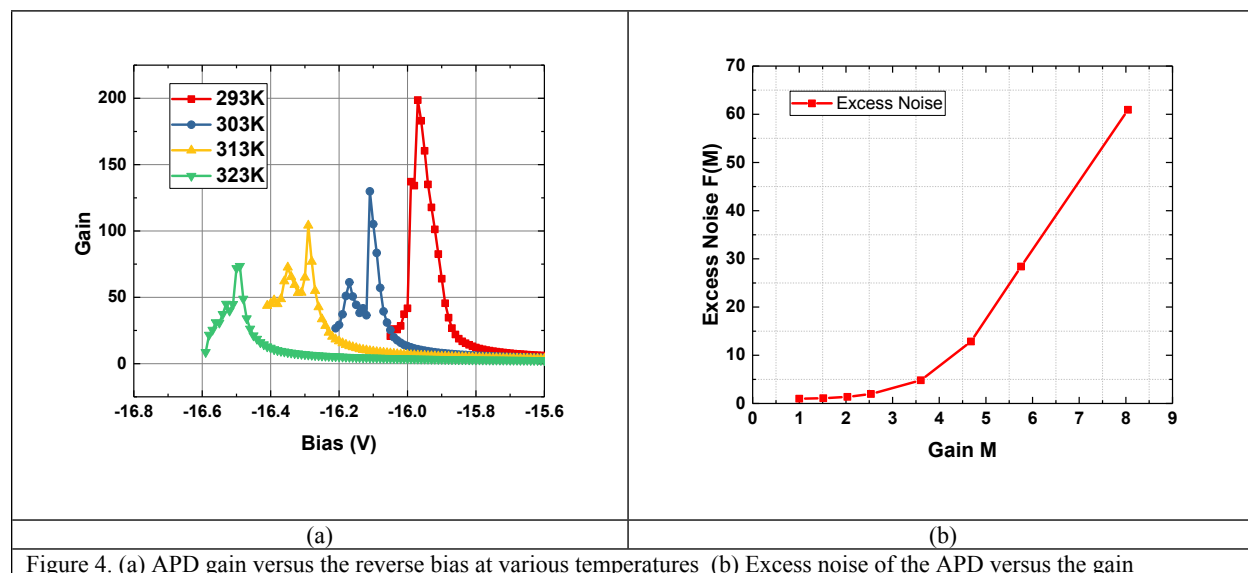 293K
303K
313K
323K
200
150
100
50
0
Gain
-16.8 -16.6 -16.4 -16.2 -16.0 -15.8 -15.6
Bias (V)
(a)
Excess Noise
70
60
50
40
30
20
10
0
Excess Noise F(M)
0 1 2 3 4 5 6 7 8 9
Gain M
(b)
Figure 4. (a) APD gain versus the reverse bias at various temperatures (b) Excess noise of the APD versus the gain